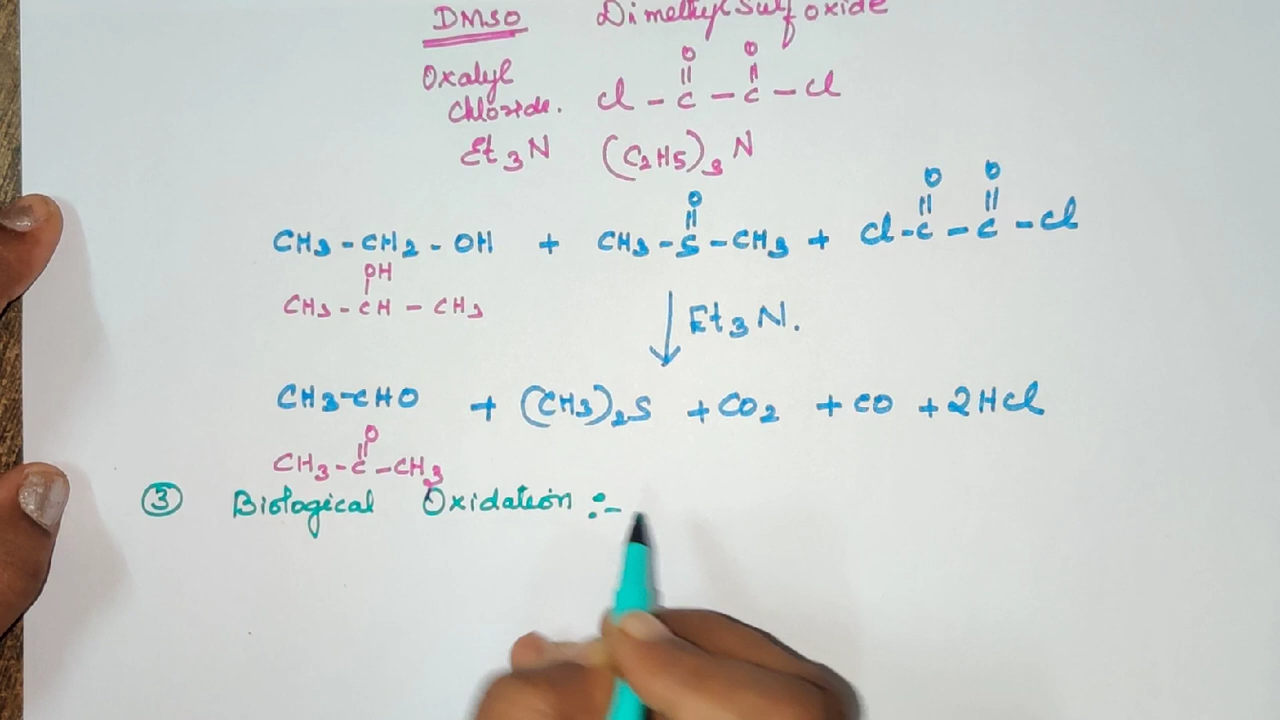 DMSO Dimethyl Sulfoxide
Oxalyl Chloride. Cl - C - C - Cl
O O
Et3N (C2H5)3 N
O O O
CH3 - CH2 - OH + CH3 - S - CH3 + Cl - C - C - Cl
OH
CH3 - CH - CH3
Et3N.
CH3-CHO + (CH3)2S + CO2 + CO + 2HCl
O
CH3 - C - CH3
③ Biological Oxidation :-